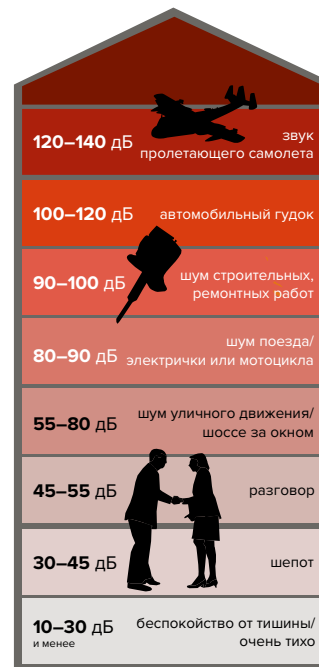 120–140 дБ
звук
пролетающего самолета
100–120 дБ
автомобильный гудок
90–100 дБ
шум строительных,
ремонтных работ
80–90 дБ
шум поезда/
электрички или мотоцикла
55–80 дБ
шум уличного движения/
шоссе за окном
45–55 дБ
разговор
30–45 дБ
шепот
10–30 дБ
и менее
беспокойство от тишины/
очень тихо